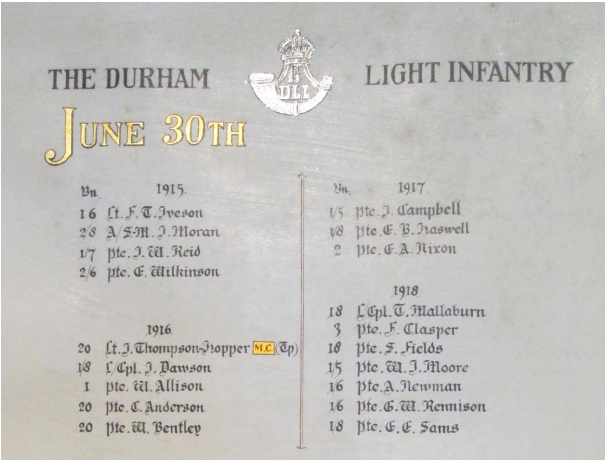 THE DURHAM LIGHT INFANTRY
DLI
JUNE 30TH
Bn. 1915.
16 Lt. F. T. Iveson
28 A/S-M. J. Moran
1/7 Pte. J. W. Reid
2/6 Pte. E. Wilkinson
1916
20 Lt. J. Thompson-Hopper M.C. (Tp)
1/8 L/Cpl. J. Dawson
1 Pte. W. Allison
20 Pte. C. Anderson
20 Pte. W. Bentley
Bn. 1917.
1/5 Pte. J. Campbell
1/8 Pte. E. B. Haswell
2 Pte. E. A. Nixon
1918
18 L/Cpl. T. Mallaburn
3 Pte. F. Clasper
18 Pte. S. Fields
1/5 Pte. W. J. Moore
16 Pte. A. Newman
16 Pte. G. W. Rennison
18 Pte. E. E. Sams